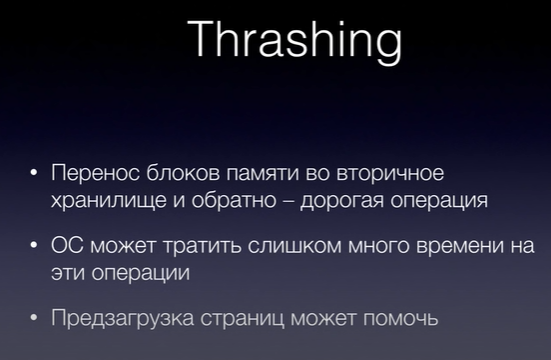 Thrashing
• Перенос блоков памяти во вторичное
хранилище и обратно – дорогая операция
• ОС может тратить слишком много времени на
эти операции
• Предзагрузка страниц может помочь